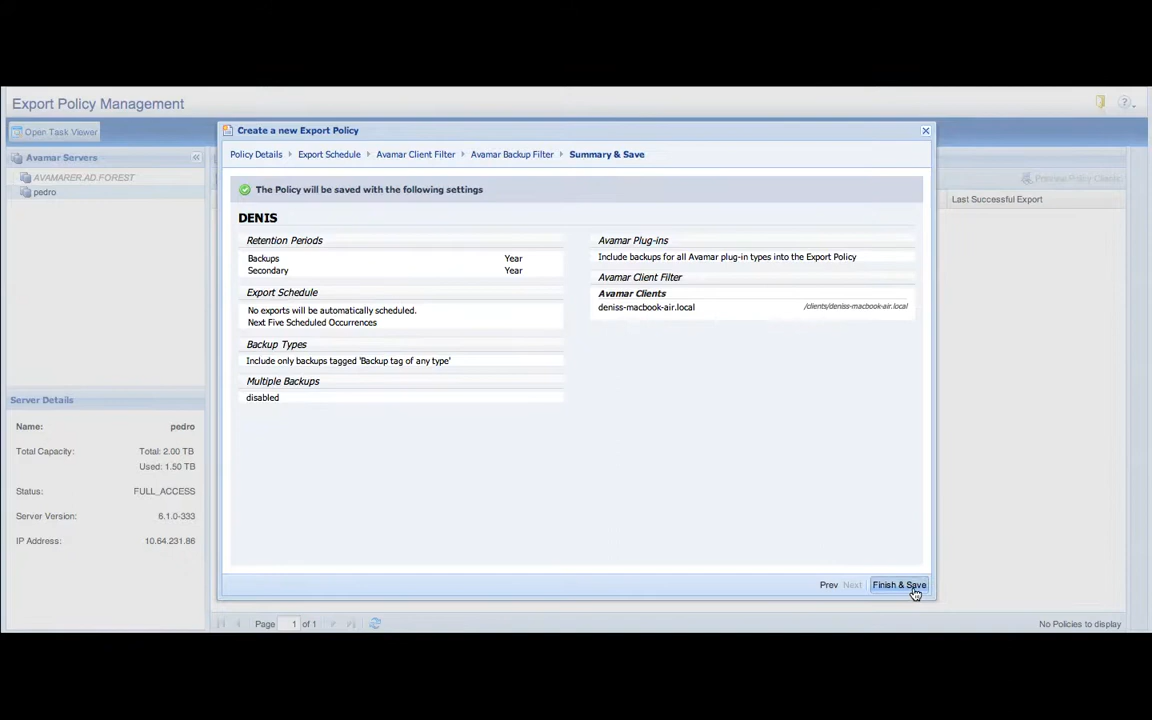 Export Policy Management
Open Task Viewer
Create a new Export Policy
Policy Details Export Schedule Avamar Client Filter Avamar Backup Filter Summary & Save
Avamar Servers
AVAMARER.AD.FOREST
pedro
Preview Policy Clients
Last Successful Export
The Policy will be saved with the following settings
DENIS
Retention Periods
Backups Year
Secondary Year
Export Schedule
No exports will be automatically scheduled.
Next Five Scheduled Occurrences
Backup Types
Include only backups tagged 'Backup tag of any type'
Multiple Backups
disabled
Avamar Plug-ins
Include backups for all Avamar plug-in types into the Export Policy
Avamar Client Filter
Avamar Clients
deniss-macbook-air.local /clients/deniss-macbook-air.local
Server Details
Name: pedro
Total Capacity: Total: 2.00 TB
Used: 1.50 TB
Status: FULL_ACCESS
Server Version: 6.1.0-333
IP Address: 10.64.231.86
Prev Next Finish & Save
Page 1 of 1
No Policies to display